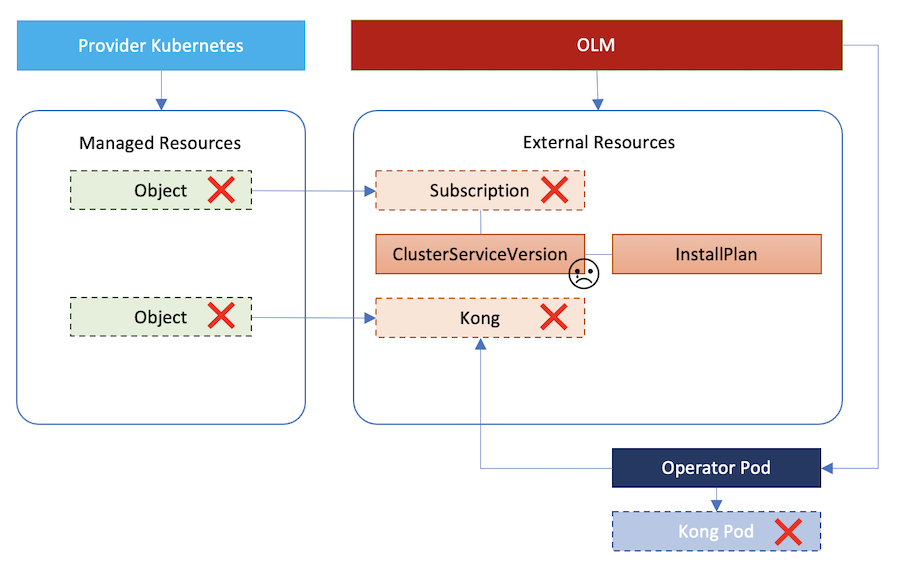 Provider Kubernetes
OLM
Managed Resources
External Resources
Object
Subscription
ClusterServiceVersion
InstallPlan
Object
Kong
Operator Pod
Kong Pod